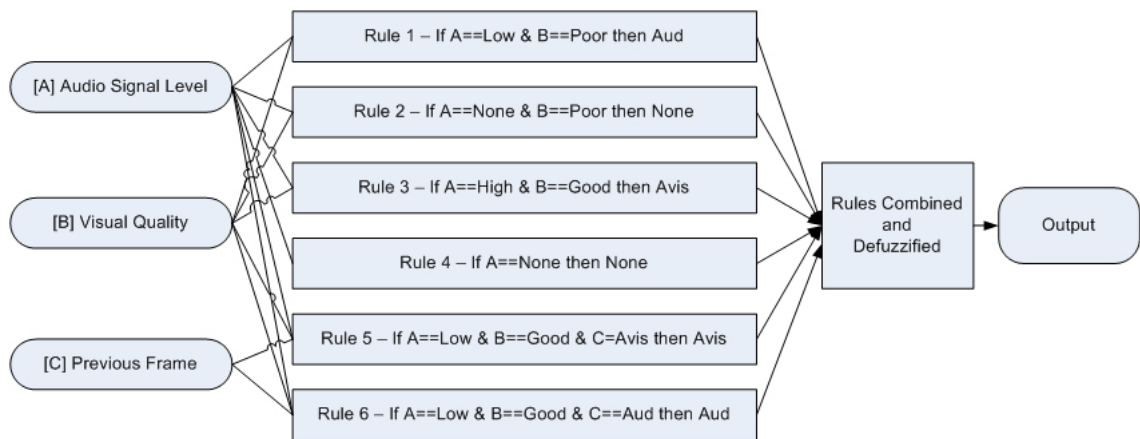 [A] Audio Signal Level
[B] Visual Quality
[C] Previous Frame
Rule 1 – If A==Low & B==Poor then Aud
Rule 2 – If A==None & B==Poor then None
Rule 3 – If A==High & B==Good then Avis
Rule 4 – If A==None then None
Rule 5 – If A==Low & B==Good & C=Avis then Avis
Rule 6 – If A==Low & B==Good & C==Aud then Aud
Rules Combined
and
Defuzzified
Output